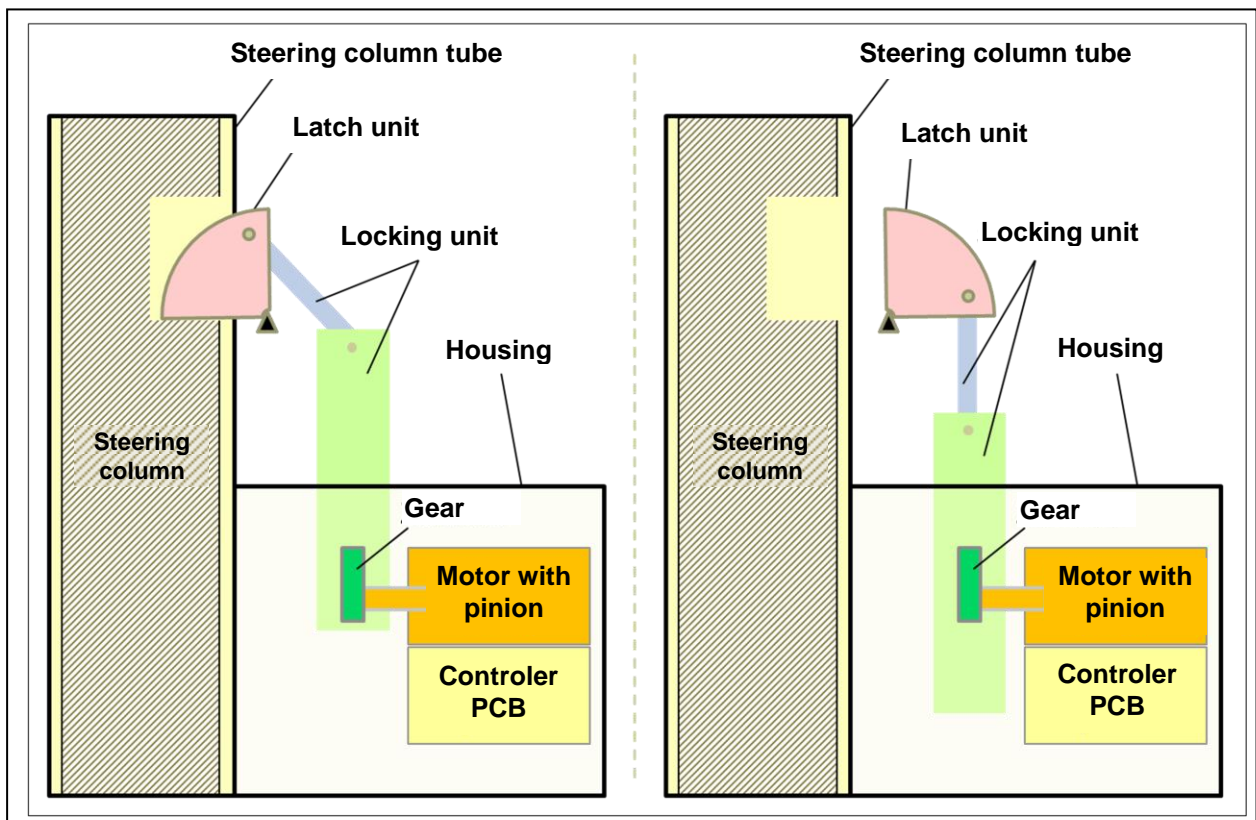 Steering column tube
Latch unit
Locking unit
Housing
Steering
column
Gear
Motor with
pinion
Controler
PCB
Steering column tube
Latch unit
Locking unit
Housing
Steering
column
Gear
Motor with
pinion
Controler
PCB